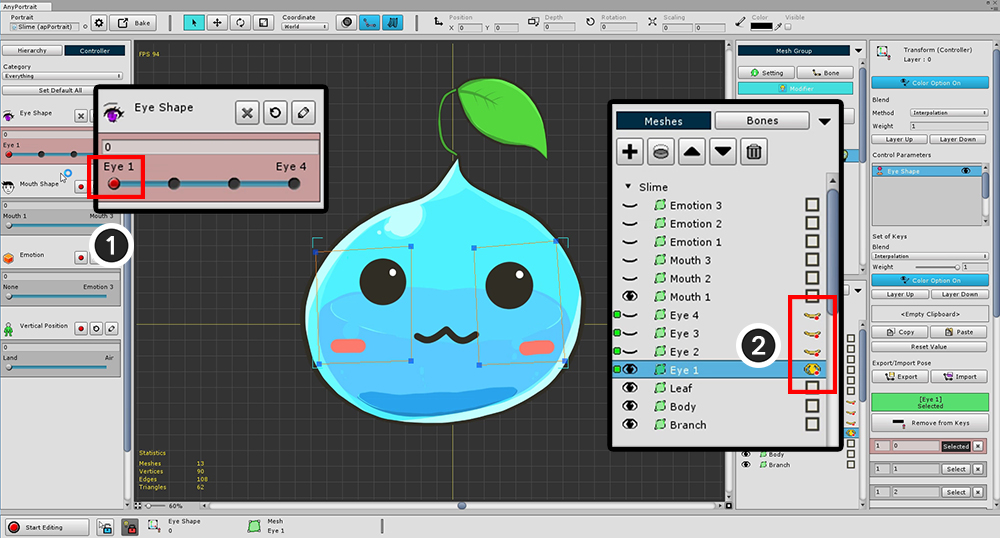 AnyPortrait
Portrait
Slime (apPortrait)
Bake
Coordinate
World
Position
X 0 Y 0
Depth
0
Rotation
0
Scaling
0 0
Color
Visible
Hierarchy
Controller
Category
Everything
Set Default All
Eye Shape
0
Eye 1
Mouth Shape
0
Mouth 1 Mouth 3
Emotion
0
None Emotion 3
Vertical Position
0
Land Air
FPS 94
Eye Shape
0
Eye 1 Eye 4
1
Statistics
Meshes 13
Vertices 90
Edges 108
Triangles 62
60%
Meshes
Bones
Slime
Emotion 3
Emotion 2
Emotion 1
Mouth 3
Mouth 2
Mouth 1
Eye 4
Eye 3
Eye 2
Eye 1
Leaf
Body
Branch
2
Mesh Group
Setting
Bone
Modifier
Body
Branch
Transform (Controller)
Layer : 0
Color Option On
Blend
Method Interpolation
Weight 1
Layer Up Layer Down
Control Parameters
Eye Shape
Set of Keys
Blend
Interpolation
Weight 1
Color Option On
Layer Up Layer Down
<Empty Clipboard>
Copy Paste
Reset Value
Export/Import Pose
Export Import
[Eye 1]
Selected
Remove from Keys
1 0 Selected
1 1 Select
1 2 Select
Start Editing
Eye Shape
0
Mesh
Eye 1